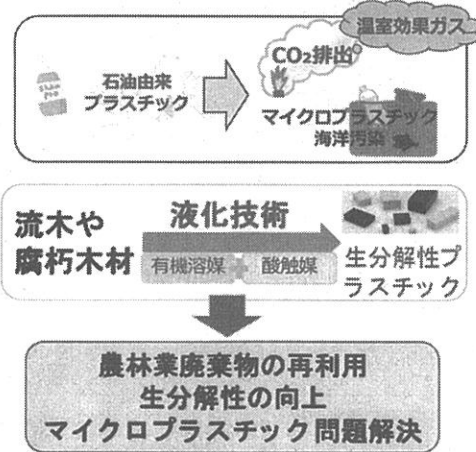 温室効果ガス
CO₂排出
石油由来
プラスチック
マイクロプラスチック
海洋汚染
流木や
腐朽木材
液化技術
有機溶媒
酸触媒
生分解性プ
ラスチック
農林業廃棄物の再利用
生分解性の向上
マイクロプラスチック問題解決